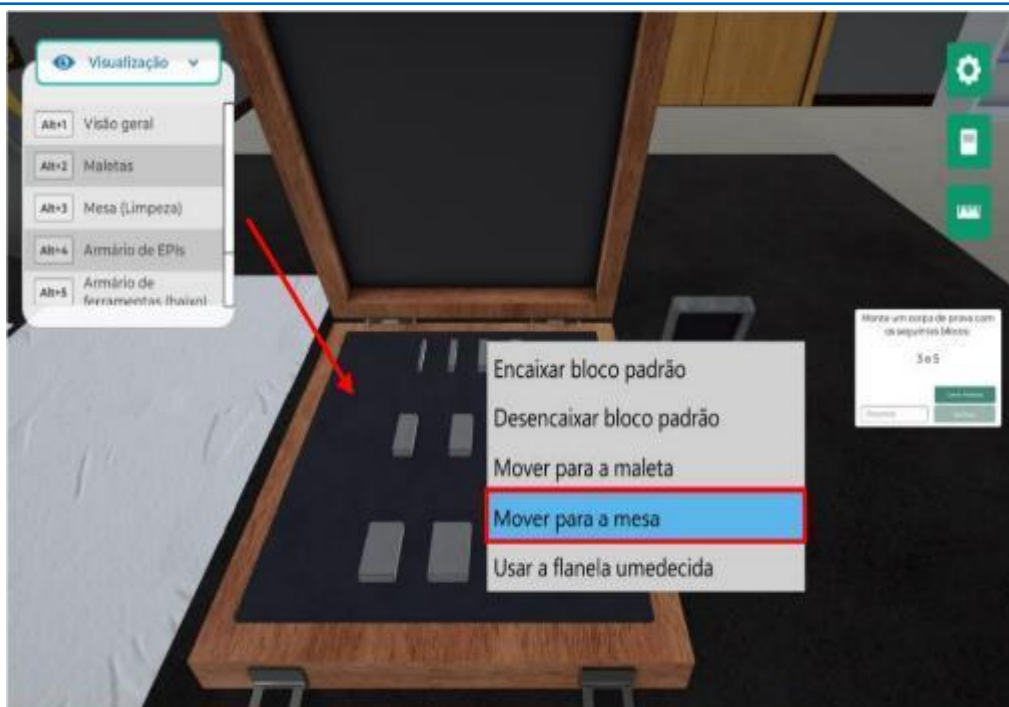 Visualização
Alt+1 Visão geral
Alt+2 Maletas
Alt+3 Mesa (Limpeza)
Alt+4 Armário de EPIs
Alt+5 Armário de
ferramentas (baixo)
Encaixar bloco padrão
Desencaixar bloco padrão
Mover para a maleta
Mover para a mesa
Usar a flanela umedecida
Monte um corpo de prova com
os seguintes blocos:
3 e 5